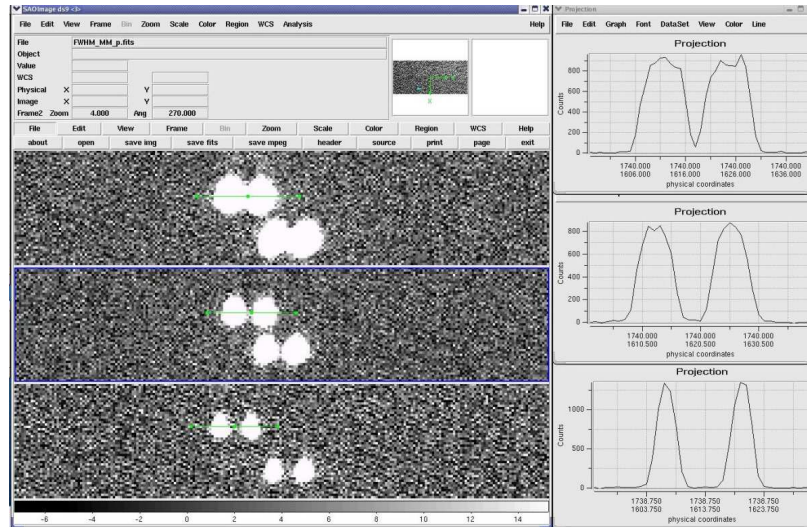 SAOImage ds9 <3>
File Edit View Frame Bin Zoom Scale Color Region WCS Analysis Help
File FWHM_MM_p.fits
Object
Value
WCS
Physical X Y
Image X Y
Frame2 Zoom 4.000 Ang 270.000
X
File Edit View Frame Bin Zoom Scale Color Region WCS Help
about open save img save fits save mpeg header source print page exit
-6 -4 -2 0 2 4 6 8 10 12 14
Projection
File Edit Graph Font DataSet View Color Line
Projection
Counts
800
600
400
200
0
1740.000 1740.000 1740.000 1740.000
1606.000 1616.000 1626.000 1636.000
physical coordinates
Projection
Counts
800
600
400
200
0
1740.000 1740.000 1740.000
1610.500 1620.500 1630.500
physical coordinates
Projection
Counts
1000
500
0
1738.750 1738.750 1738.750
1603.750 1613.750 1623.750
physical coordinates